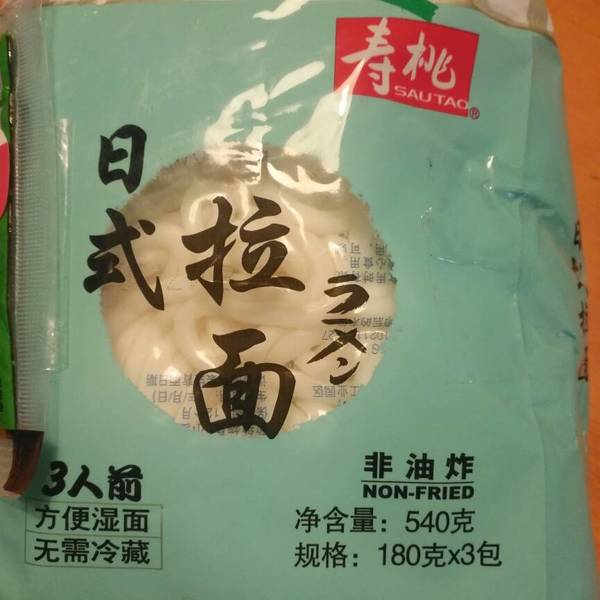 寿桃
SAUTAO®
日式
拉面
ラーメン
3人前
方便湿面
无需冷藏
非油炸
NON-FRIED
净含量：540克
规格：180克x3包